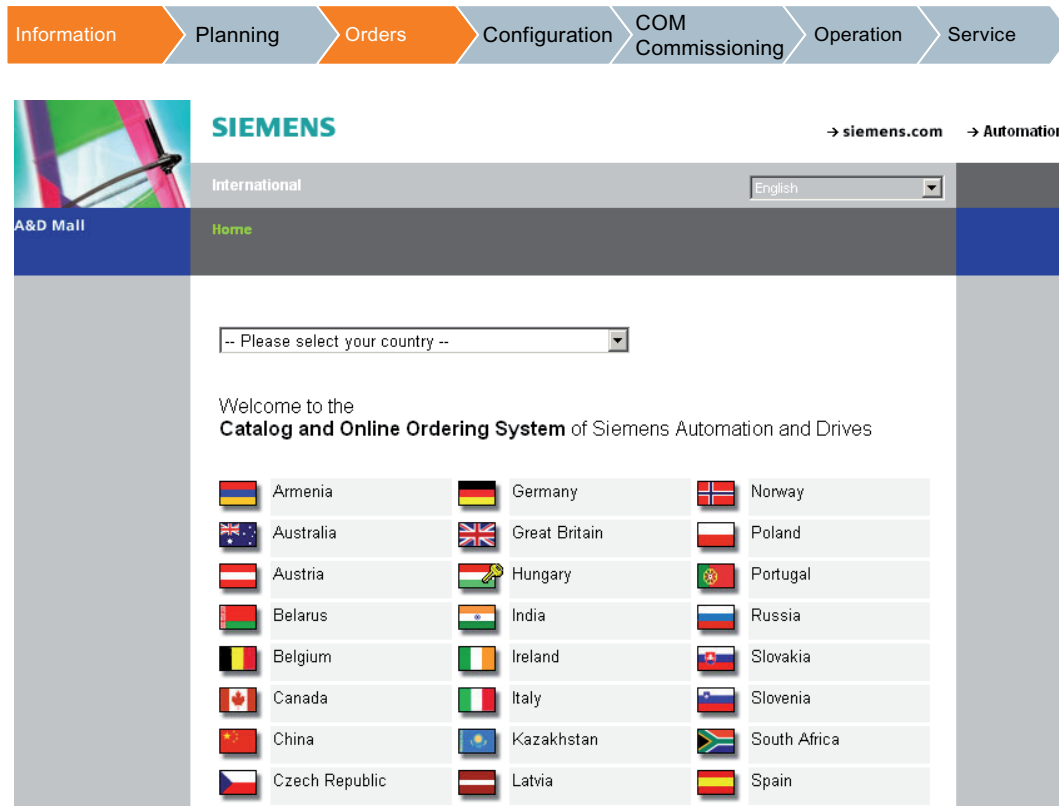 Information
Planning
Orders
Configuration
COM
Commissioning
Operation
Service
SIEMENS
→ siemens.com → Automation
International
English
A&D Mall
Home
-- Please select your country --
Welcome to the
Catalog and Online Ordering System of Siemens Automation and Drives
Armenia Germany Norway
Australia Great Britain Poland
Austria Hungary Portugal
Belarus India Russia
Belgium Ireland Slovakia
Canada Italy Slovenia
China Kazakhstan South Africa
Czech Republic Latvia Spain